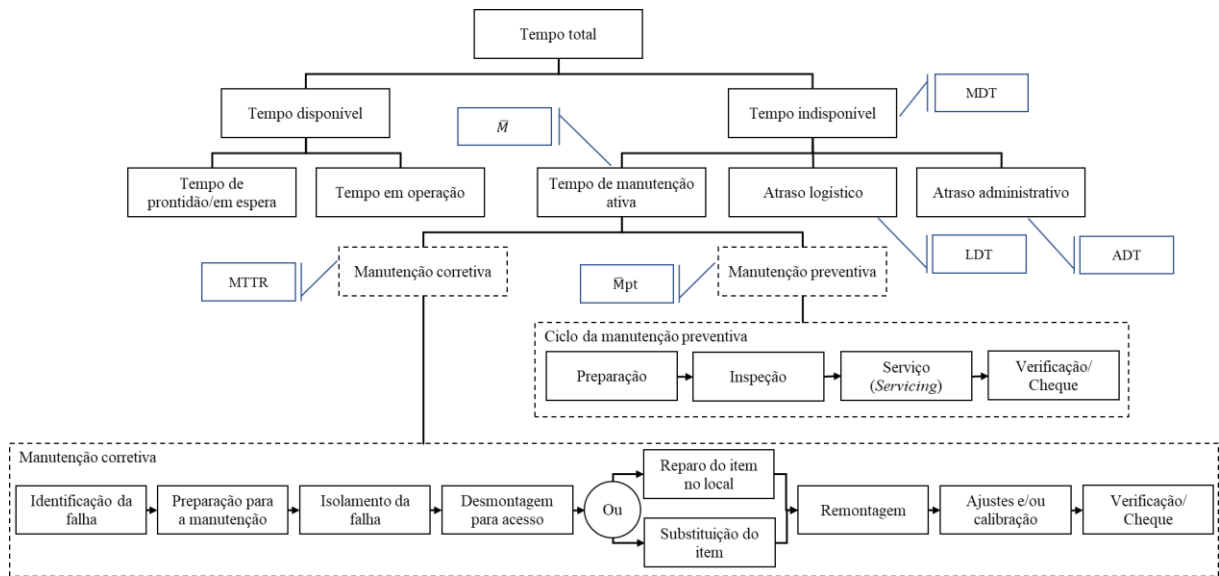 Tempo total
Tempo disponível
Tempo indisponível
MDT
M̅
Tempo de
prontidão/em espera
Tempo em operação
Tempo de manutenção
ativa
Atraso logístico
Atraso administrativo
MTTR
Manutenção corretiva
M̅pt
Manutenção preventiva
LDT
ADT
Ciclo da manutenção preventiva
Preparação
Inspeção
Serviço
(Servicing)
Verificação/
Cheque
Manutenção corretiva
Identificação da
falha
Preparação para
a manutenção
Isolamento da
falha
Desmontagem
para acesso
Ou
Reparo do item
no local
Substituição do
item
Remontagem
Ajustes e/ou
calibração
Verificação/
Cheque